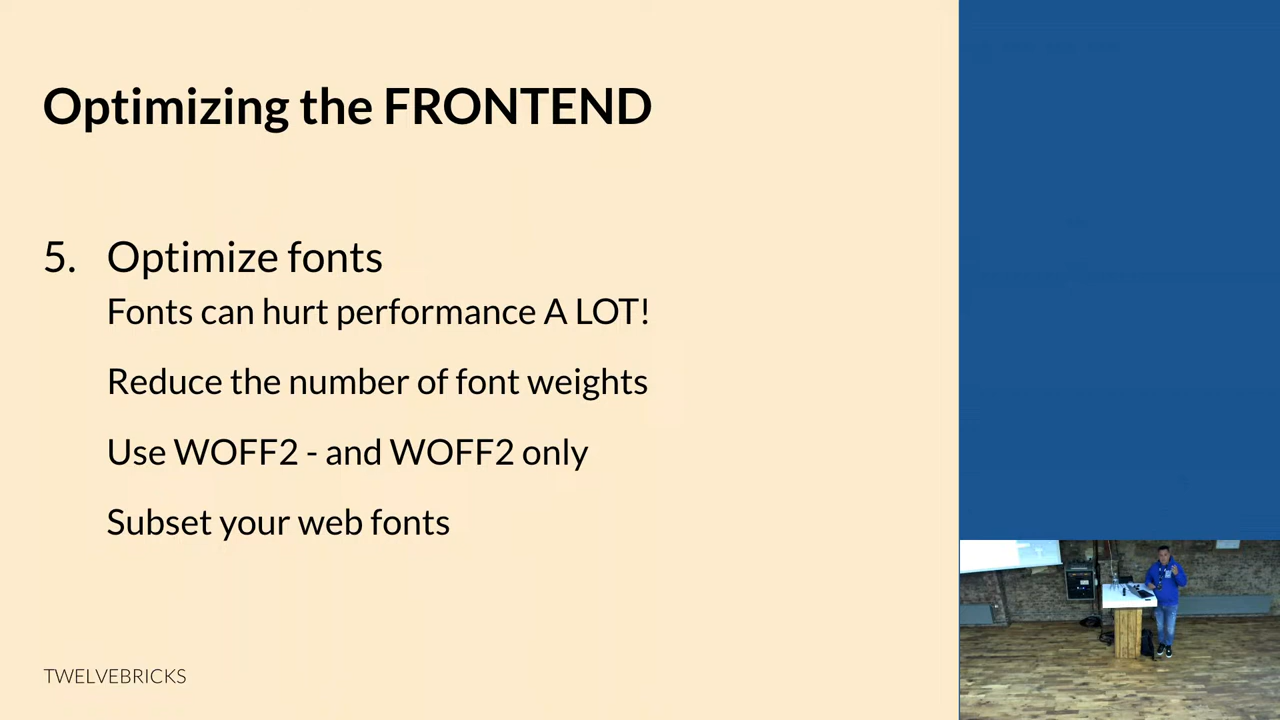 Optimizing the FRONTEND
5. Optimize fonts
Fonts can hurt performance A LOT!
Reduce the number of font weights
Use WOFF2 - and WOFF2 only
Subset your web fonts
TWELVEBRICKS